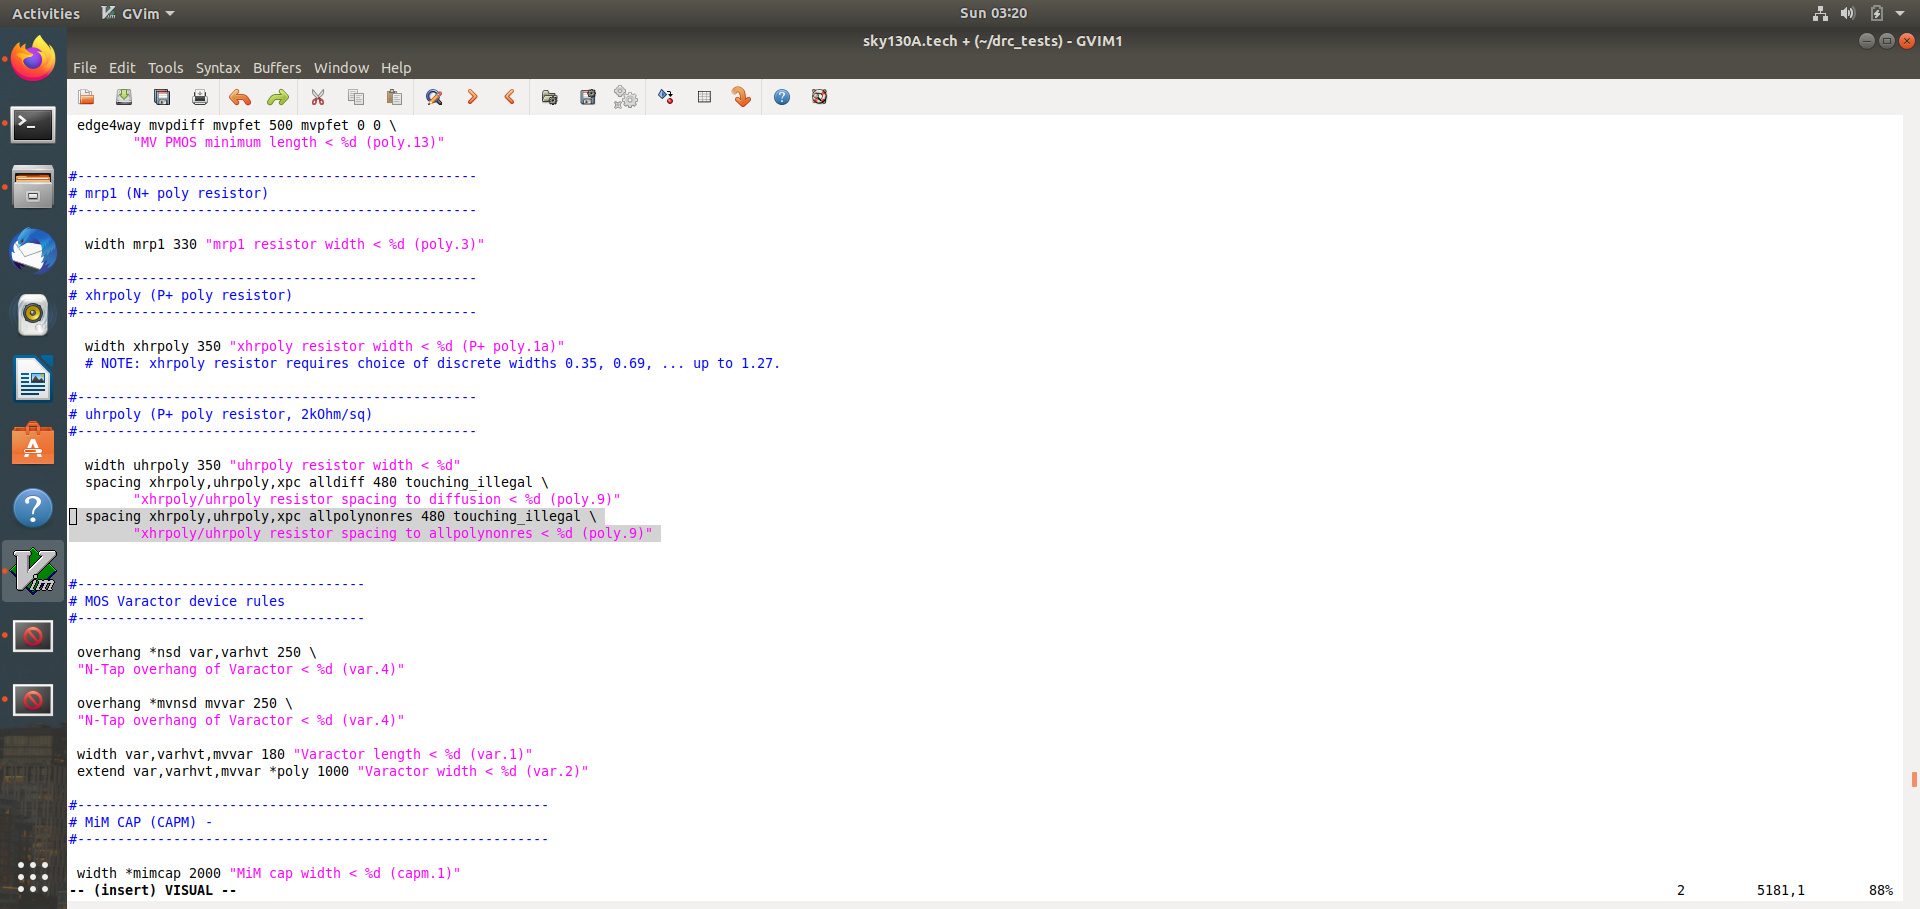 Activities GVim Sun 03:20
sky130A.tech + (~/drc_tests) - GVIM1
File Edit Tools Syntax Buffers Window Help
edge4way mvpdiff mvpfet 500 mvpfet 0 0 \
"MV PMOS minimum length < %d (poly.13)"
#--------------------------------------------------
# mrp1 (N+ poly resistor)
#--------------------------------------------------
width mrp1 330 "mrp1 resistor width < %d (poly.3)"
#--------------------------------------------------
# xhrpoly (P+ poly resistor)
#--------------------------------------------------
width xhrpoly 350 "xhrpoly resistor width < %d (P+ poly.1a)"
# NOTE: xhrpoly resistor requires choice of discrete widths 0.35, 0.69, ... up to 1.27.
#--------------------------------------------------
# uhrpoly (P+ poly resistor, 2kOhm/sq)
#--------------------------------------------------
width uhrpoly 350 "uhrpoly resistor width < %d"
spacing xhrpoly,uhrpoly,xpc alldiff 480 touching_illegal \
"xhrpoly/uhrpoly resistor spacing to diffusion < %d (poly.9)"
spacing xhrpoly,uhrpoly,xpc allpolynonres 480 touching_illegal \
"xhrpoly/uhrpoly resistor spacing to allpolynonres < %d (poly.9)"
#------------------------------------
# MOS Varactor device rules
#------------------------------------
overhang *nsd var,varhvt 250 \
"N-Tap overhang of Varactor < %d (var.4)"
overhang *mvnsd mvvar 250 \
"N-Tap overhang of Varactor < %d (var.4)"
width var,varhvt,mvvar 180 "Varactor length < %d (var.1)"
extend var,varhvt,mvvar *poly 1000 "Varactor width < %d (var.2)"
#-----------------------------------------------------------
# MiM CAP (CAPM) -
#-----------------------------------------------------------
width *mimcap 2000 "MiM cap width < %d (capm.1)"
-- (insert) VISUAL -- 2 5181,1 88%